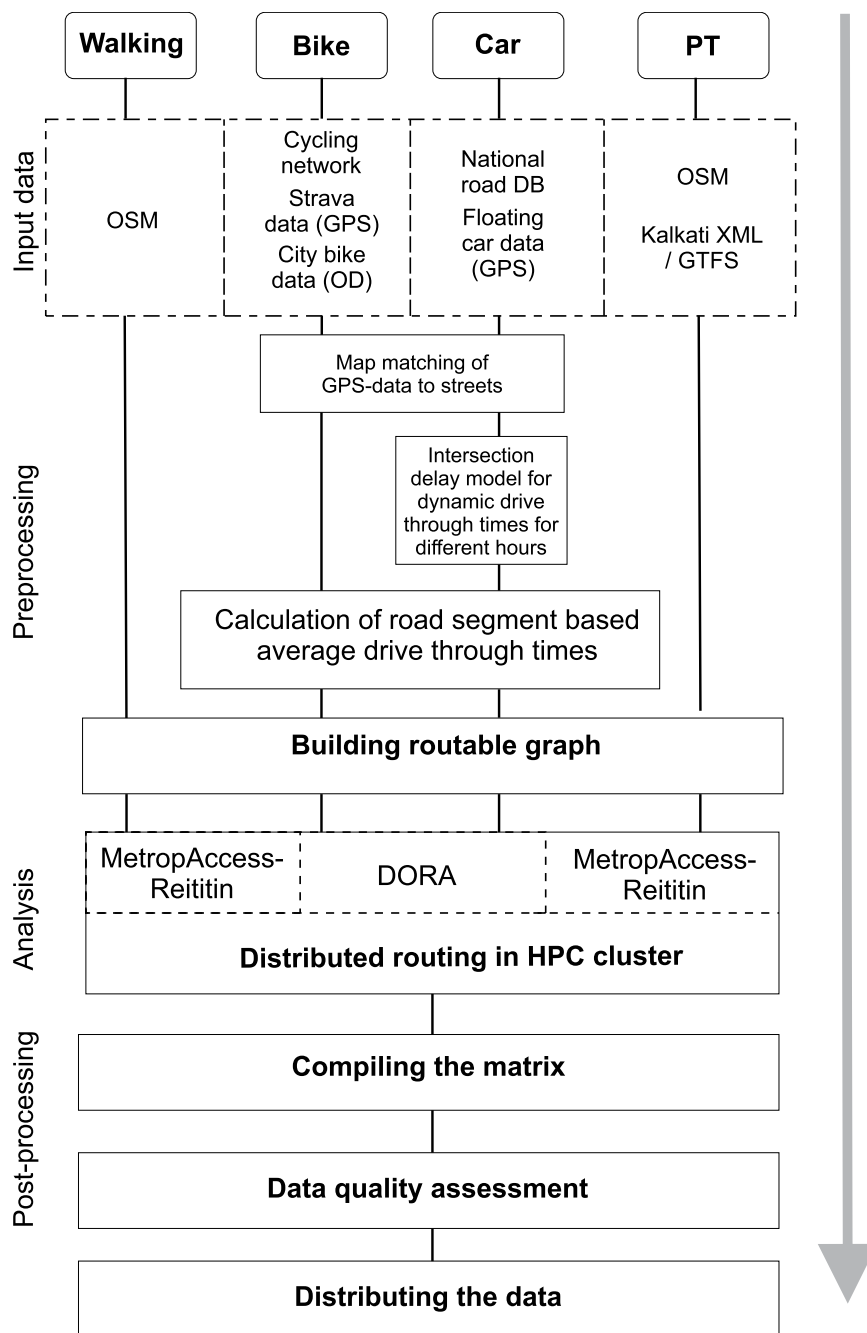 Walking
Bike
Car
PT
Input data
OSM
Cycling
network
Strava
data (GPS)
City bike
data (OD)
National
road DB
Floating
car data
(GPS)
OSM
Kalkati XML
/ GTFS
Preprocessing
Map matching of
GPS-data to streets
Intersection
delay model for
dynamic drive
through times for
different hours
Calculation of road segment based
average drive through times
Building routable graph
Analysis
MetropAccess-
Reititin
DORA
MetropAccess-
Reititin
Distributed routing in HPC cluster
Post-processing
Compiling the matrix
Data quality assessment
Distributing the data